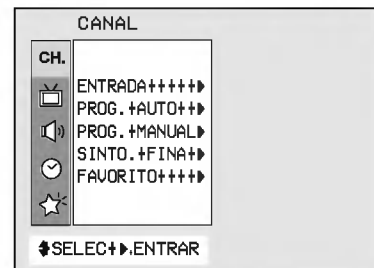 CANAL
CH.
ENTRADA+++++▶
PROG.+AUTO++▶
PROG.+MANUAL▶
SINTO.+FINA+▶
FAVORITO++++▶
⬍SELEC+▶,ENTRAR